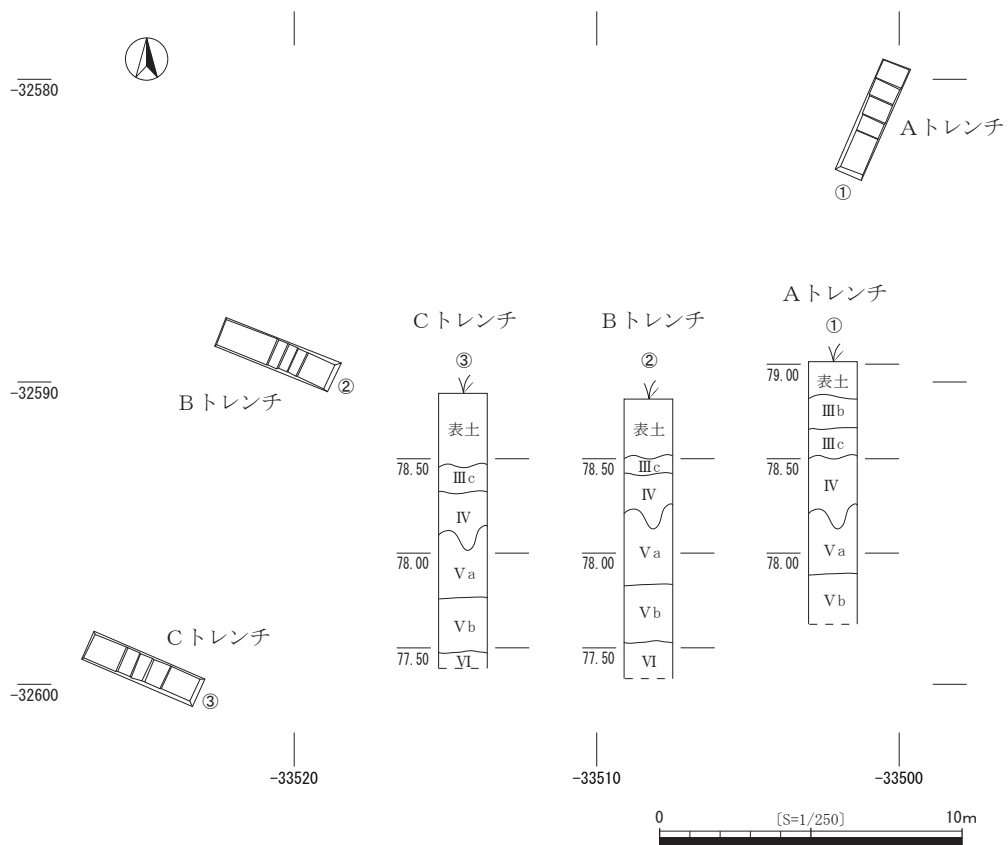 -32580
Aトレンチ
①
Aトレンチ
①
Cトレンチ
③
Bトレンチ
②
79.00
表土
Ⅲb
Ⅲc
78.50
Ⅳ
Ⅴa
78.00
Ⅴb
②
Bトレンチ
-32590
表土
78.50
Ⅲc
Ⅳ
78.00
Ⅴa
Ⅴb
77.50
Ⅵ
表土
78.50
Ⅲc
Ⅳ
Ⅴa
78.00
Ⅴb
77.50
Ⅵ
Cトレンチ
③
-32600
-33520
-33510
-33500
0
[S=1/250]
10m